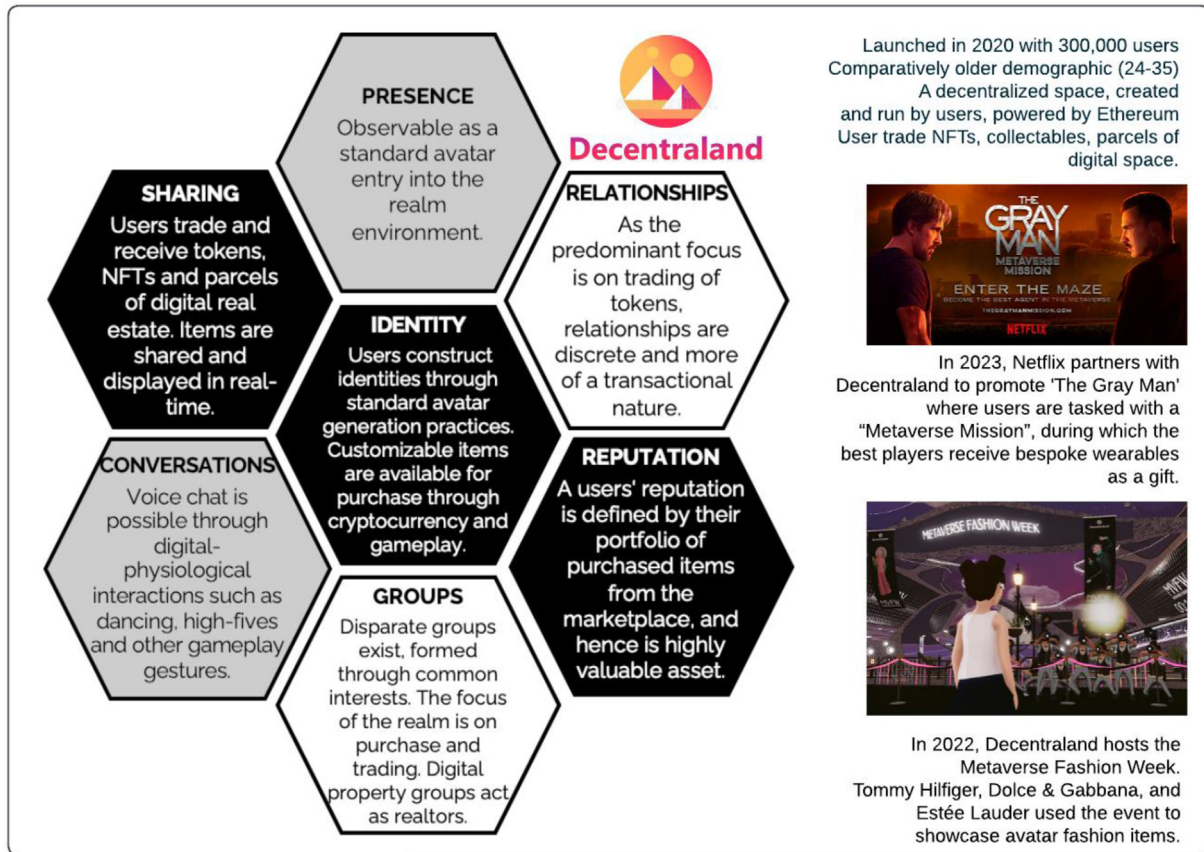 PRESENCE
Observable as a
standard avatar
entry into the
realm
environment.
Decentraland
SHARING
Users trade and
receive tokens,
NFTs and parcels
of digital real
estate. Items are
shared and
displayed in real-
time.
RELATIONSHIPS
As the
predominant focus
is on trading of
tokens,
relationships are
discrete and more
of a transactional
nature.
IDENTITY
Users construct
identities through
standard avatar
generation practices.
Customizable items
are available for
purchase through
cryptocurrency and
gameplay.
CONVERSATIONS
Voice chat is
possible through
digital-
physiological
interactions such as
dancing, high-fives
and other gameplay
gestures.
REPUTATION
A users' reputation
is defined by their
portfolio of
purchased items
from the
marketplace, and
hence is highly
valuable asset.
GROUPS
Disparate groups
exist, formed
through common
interests. The focus
of the realm is on
purchase and
trading. Digital
property groups act
as realtors.
Launched in 2020 with 300,000 users
Comparatively older demographic (24-35)
A decentralized space, created
and run by users, powered by Ethereum
User trade NFTs, collectables, parcels of
digital space.
THE
GRAY
MAN
METAVERSE
MISSION
ENTER THE MAZE
BECOME THE BEST AGENT IN THE METAVERSE
THEGRAYMANMISSION.COM
NETFLIX
In 2023, Netflix partners with
Decentraland to promote 'The Gray Man'
where users are tasked with a
“Metaverse Mission”, during which the
best players receive bespoke wearables
as a gift.
METAVERSE FASHION WEEK
MVFW
In 2022, Decentraland hosts the
Metaverse Fashion Week.
Tommy Hilfiger, Dolce & Gabbana, and
Estée Lauder used the event to
showcase avatar fashion items.